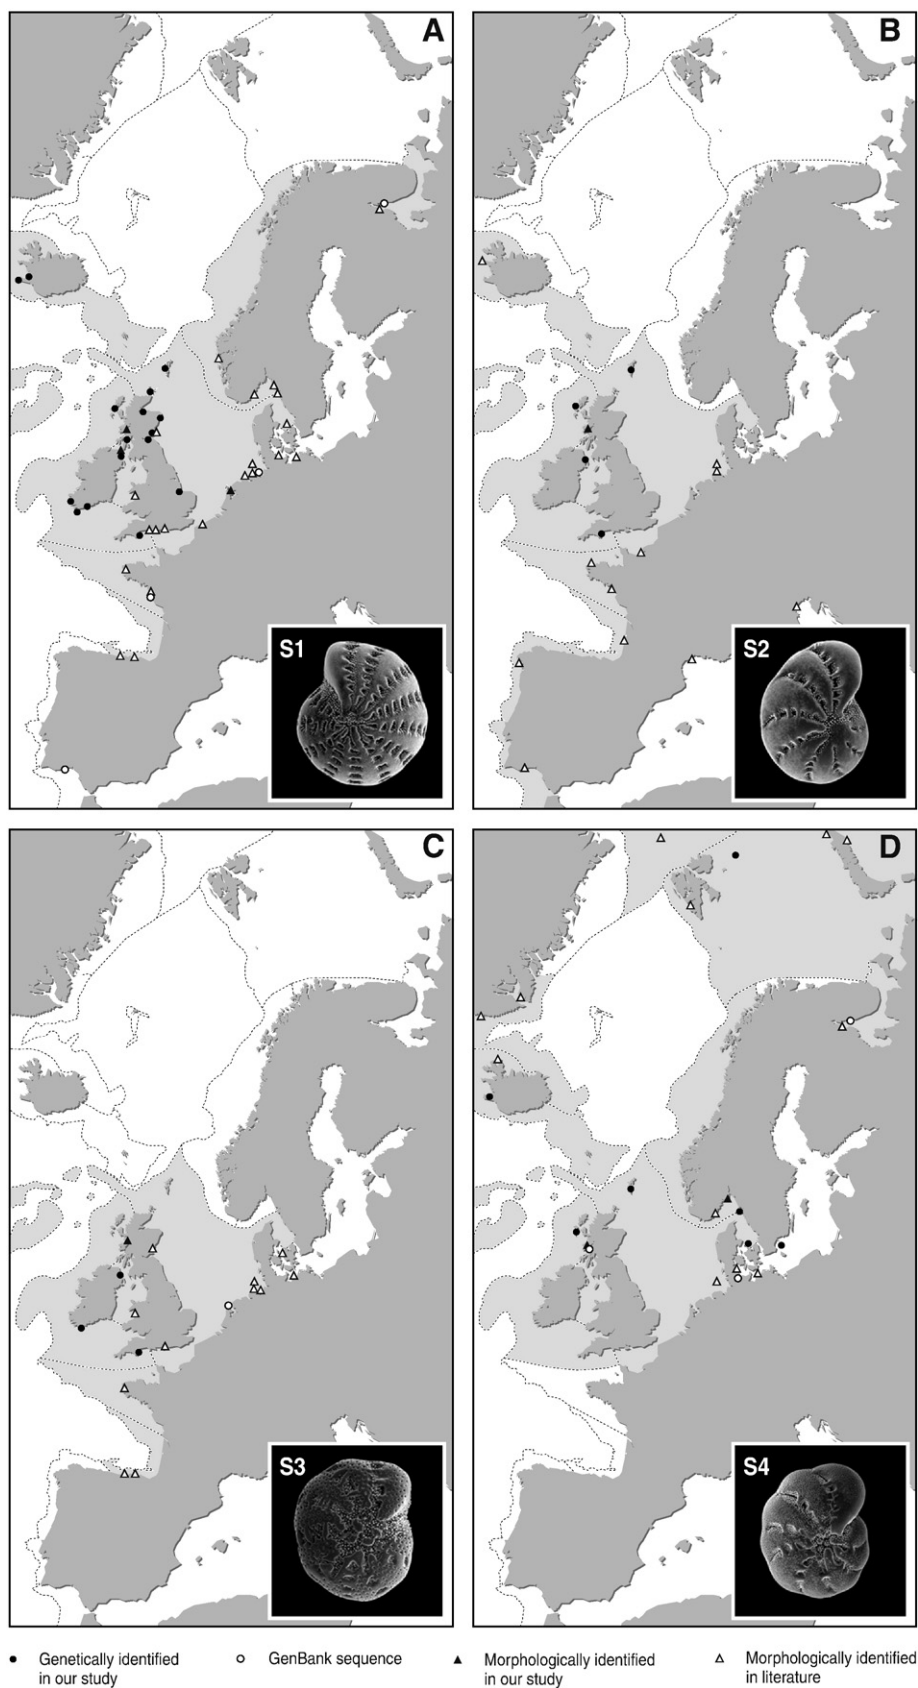 A
B
S1
S2
C
D
S3
S4
Genetically identified
in our study
GenBank sequence
Morphologically identified
in our study
Morphologically identified
in literature